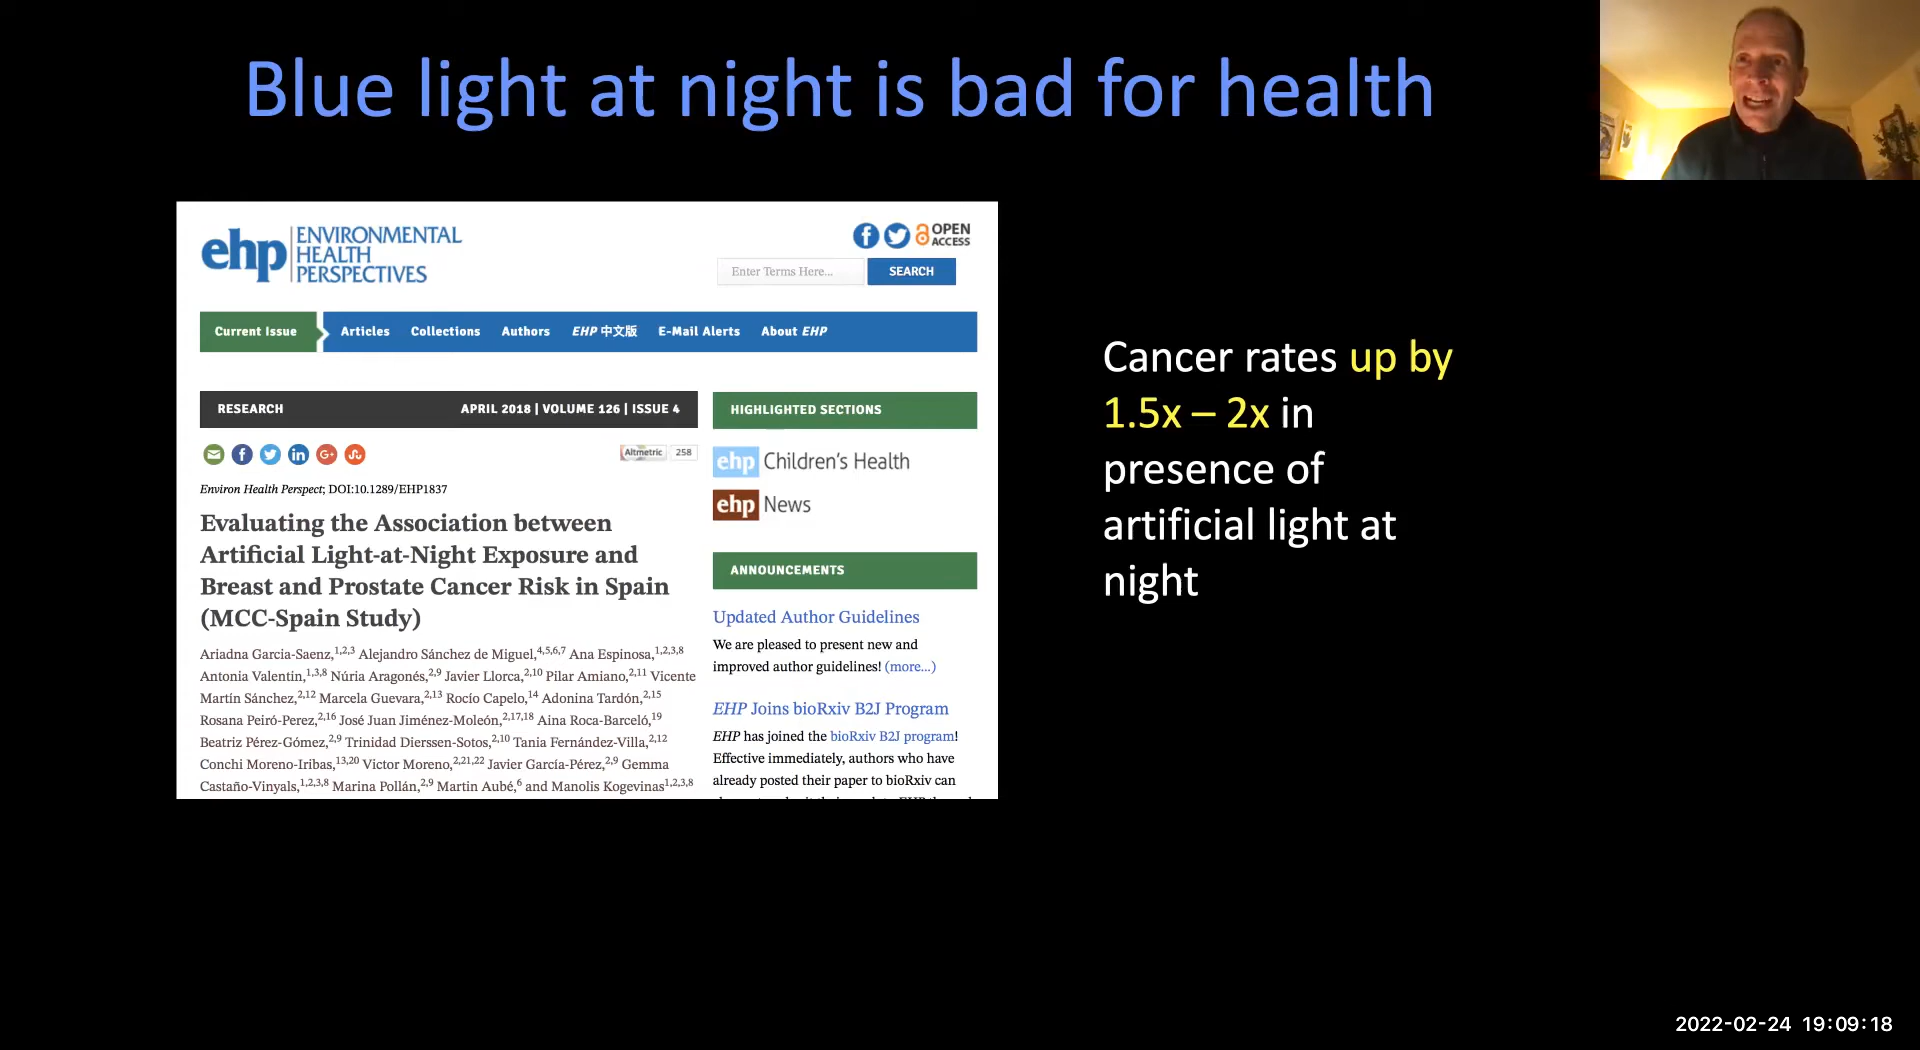 Blue light at night is bad for health
ehp ENVIRONMENTAL
HEALTH
PERSPECTIVES
OPEN
ACCESS
Enter Terms Here... SEARCH
Current Issue Articles Collections Authors EHP 中文版 E-Mail Alerts About EHP
RESEARCH APRIL 2018 | VOLUME 126 | ISSUE 4
Altmetric 258
Environ Health Perspect; DOI:10.1289/EHP1837
Evaluating the Association between
Artificial Light-at-Night Exposure and
Breast and Prostate Cancer Risk in Spain
(MCC-Spain Study)
Ariadna Garcia-Saenz,1,2,3 Alejandro Sánchez de Miguel,4,5,6,7 Ana Espinosa,1,2,3,8
Antonia Valentin,1,3,8 Núria Aragonés,2,9 Javier Llorca,2,10 Pilar Amiano,2,11 Vicente
Martín Sánchez,2,12 Marcela Guevara,2,13 Rocío Capelo,14 Adonina Tardón,2,15
Rosana Peiró-Perez,2,16 José Juan Jiménez-Moleón,2,17,18 Aina Roca-Barceló,19
Beatriz Pérez-Gómez,2,9 Trinidad Dierssen-Sotos,2,10 Tania Fernández-Villa,2,12
Conchi Moreno-Iribas,13,20 Victor Moreno,2,21,22 Javier García-Pérez,2,9 Gemma
Castaño-Vinyals,1,2,3,8 Marina Pollán,2,9 Martin Aubé,6 and Manolis Kogevinas1,2,3,8
HIGHLIGHTED SECTIONS
ehp Children's Health
ehp News
ANNOUNCEMENTS
Updated Author Guidelines
We are pleased to present new and
improved author guidelines! (more...)
EHP Joins bioRxiv B2J Program
EHP has joined the bioRxiv B2J program!
Effective immediately, authors who have
already posted their paper to bioRxiv can
Cancer rates up by
1.5x – 2x in
presence of
artificial light at
night
2022-02-24 19:09:18